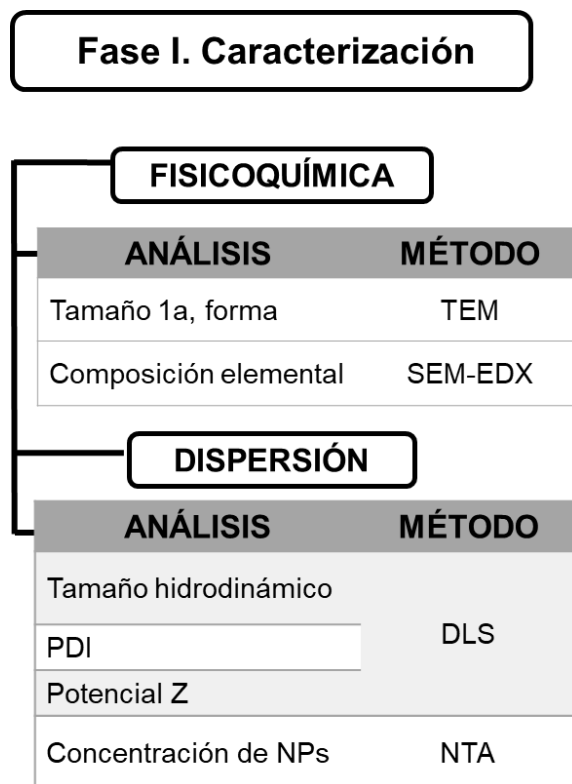 Fase I. Caracterización
FISICOQUÍMICA
ANÁLISIS MÉTODO
Tamaño 1a, forma TEM
Composición elemental SEM-EDX
DISPERSIÓN
ANÁLISIS MÉTODO
Tamaño hidrodinámico
PDI DLS
Potencial Z
Concentración de NPs NTA